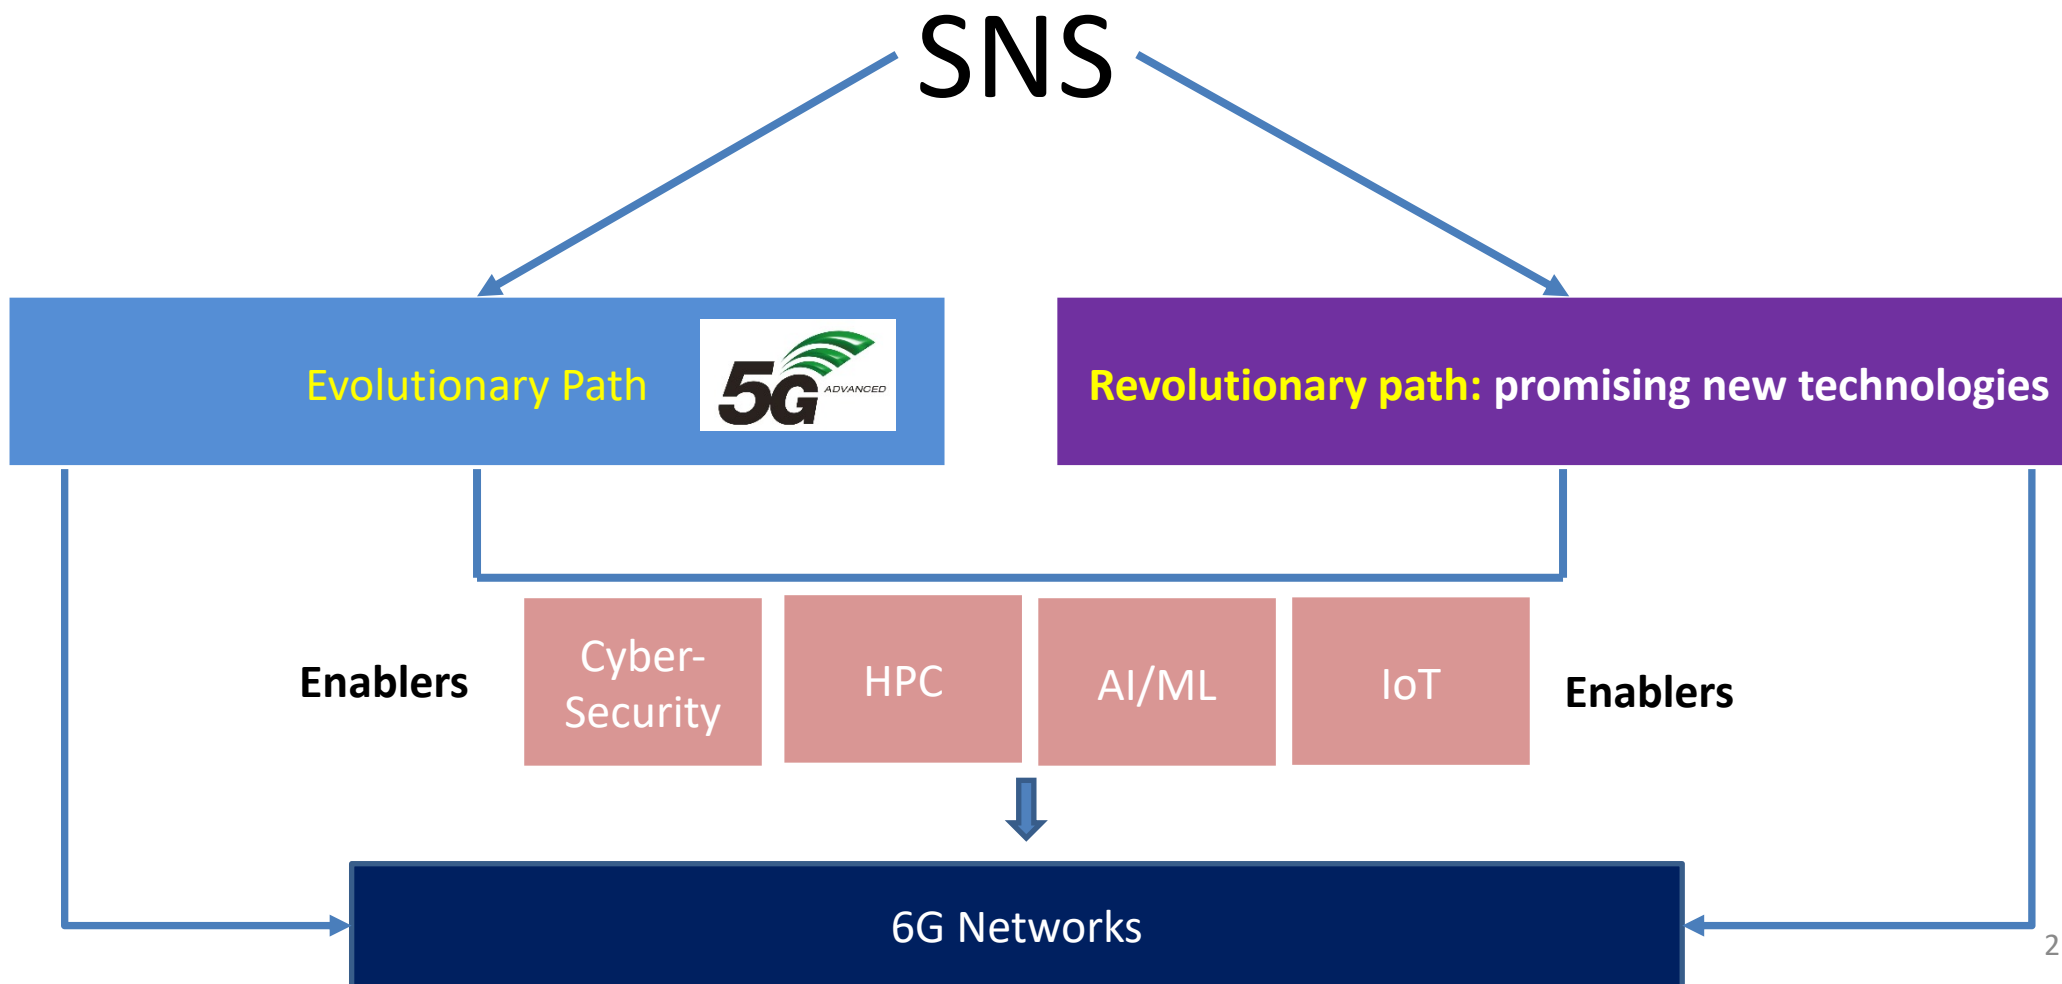 SNS
Evolutionary Path
5G ADVANCED
Revolutionary path: promising new technologies
Enablers
Cyber-
Security
HPC
AI/ML
IoT
Enablers
6G Networks
2